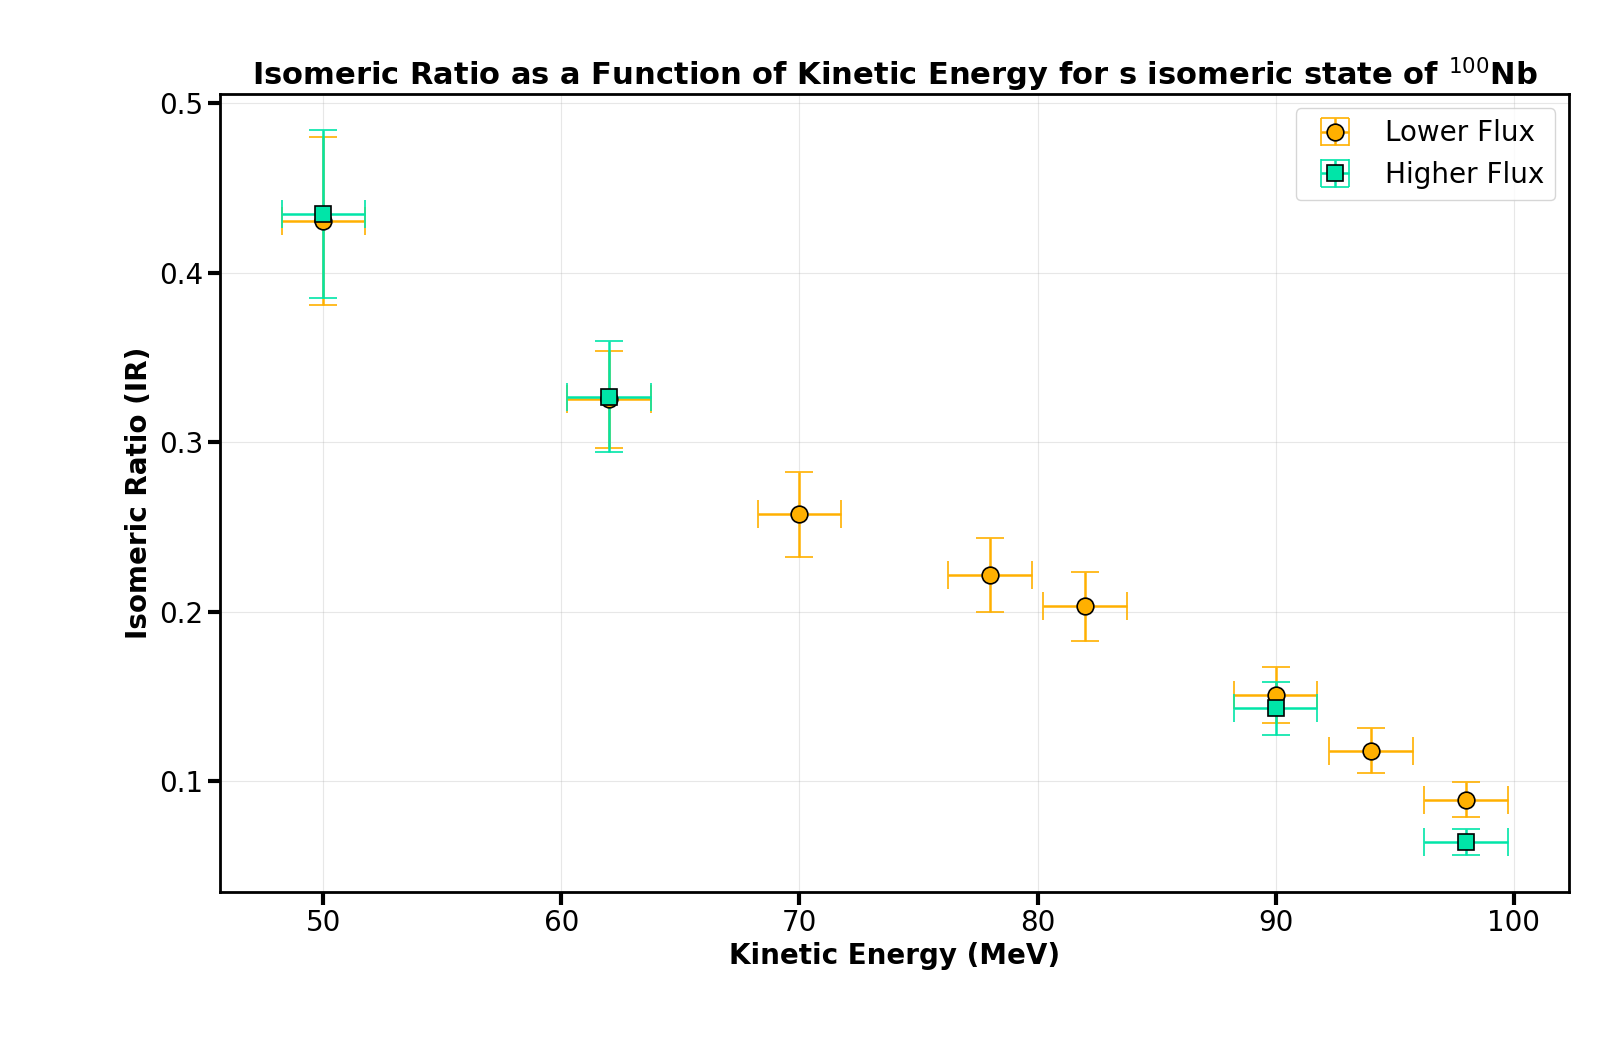 Isomeric Ratio as a Function of Kinetic Energy for s isomeric state of ¹⁰⁰Nb
Lower Flux
Higher Flux
0.5
0.4
0.3
0.2
0.1
Isomeric Ratio (IR)
50 60 70 80 90 100
Kinetic Energy (MeV)